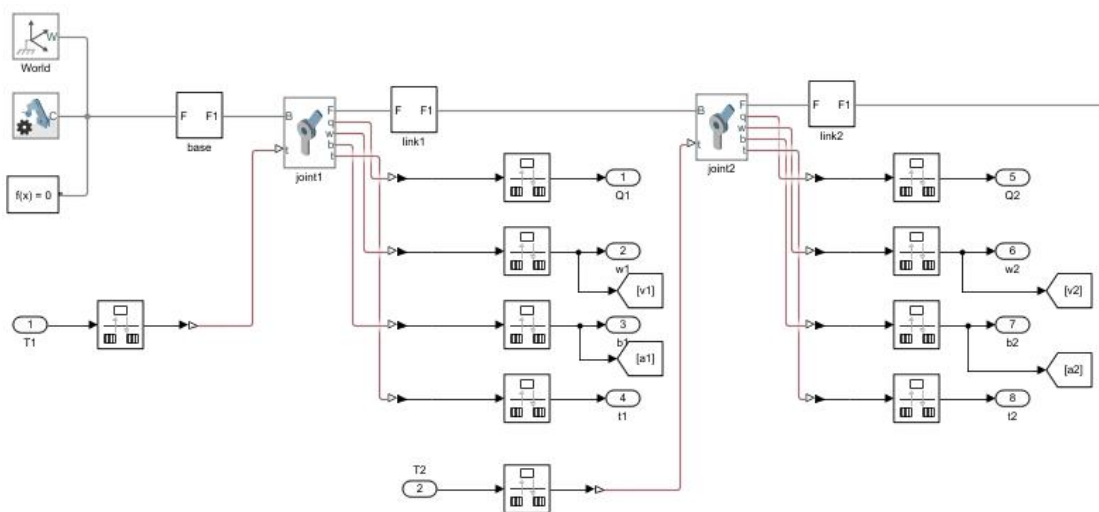 W
World
C
f(x) = 0
F F1
base
B F
q
w
b
t t
joint1
F F1
link1
B F
q
w
b
t t
joint2
F F1
link2
1
Q1
5
Q2
2
w1
[v1]
6
w2
[v2]
1
T1
3
b1
[a1]
7
b2
[a2]
4
t1
8
t2
T2
2